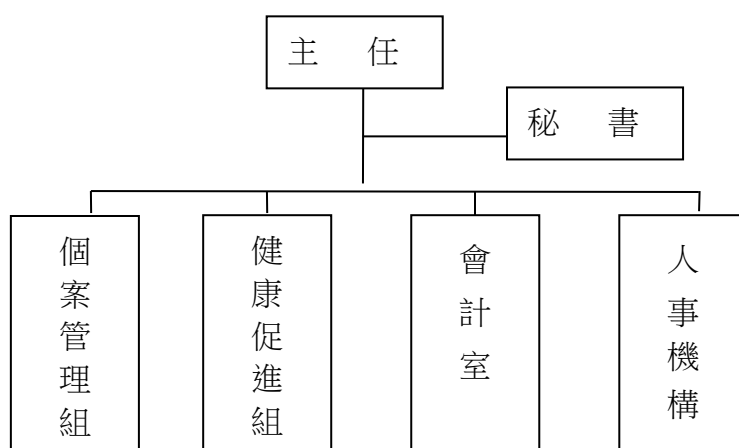 主 任
秘 書
個案管理組
健康促進組
會計室
人事機構